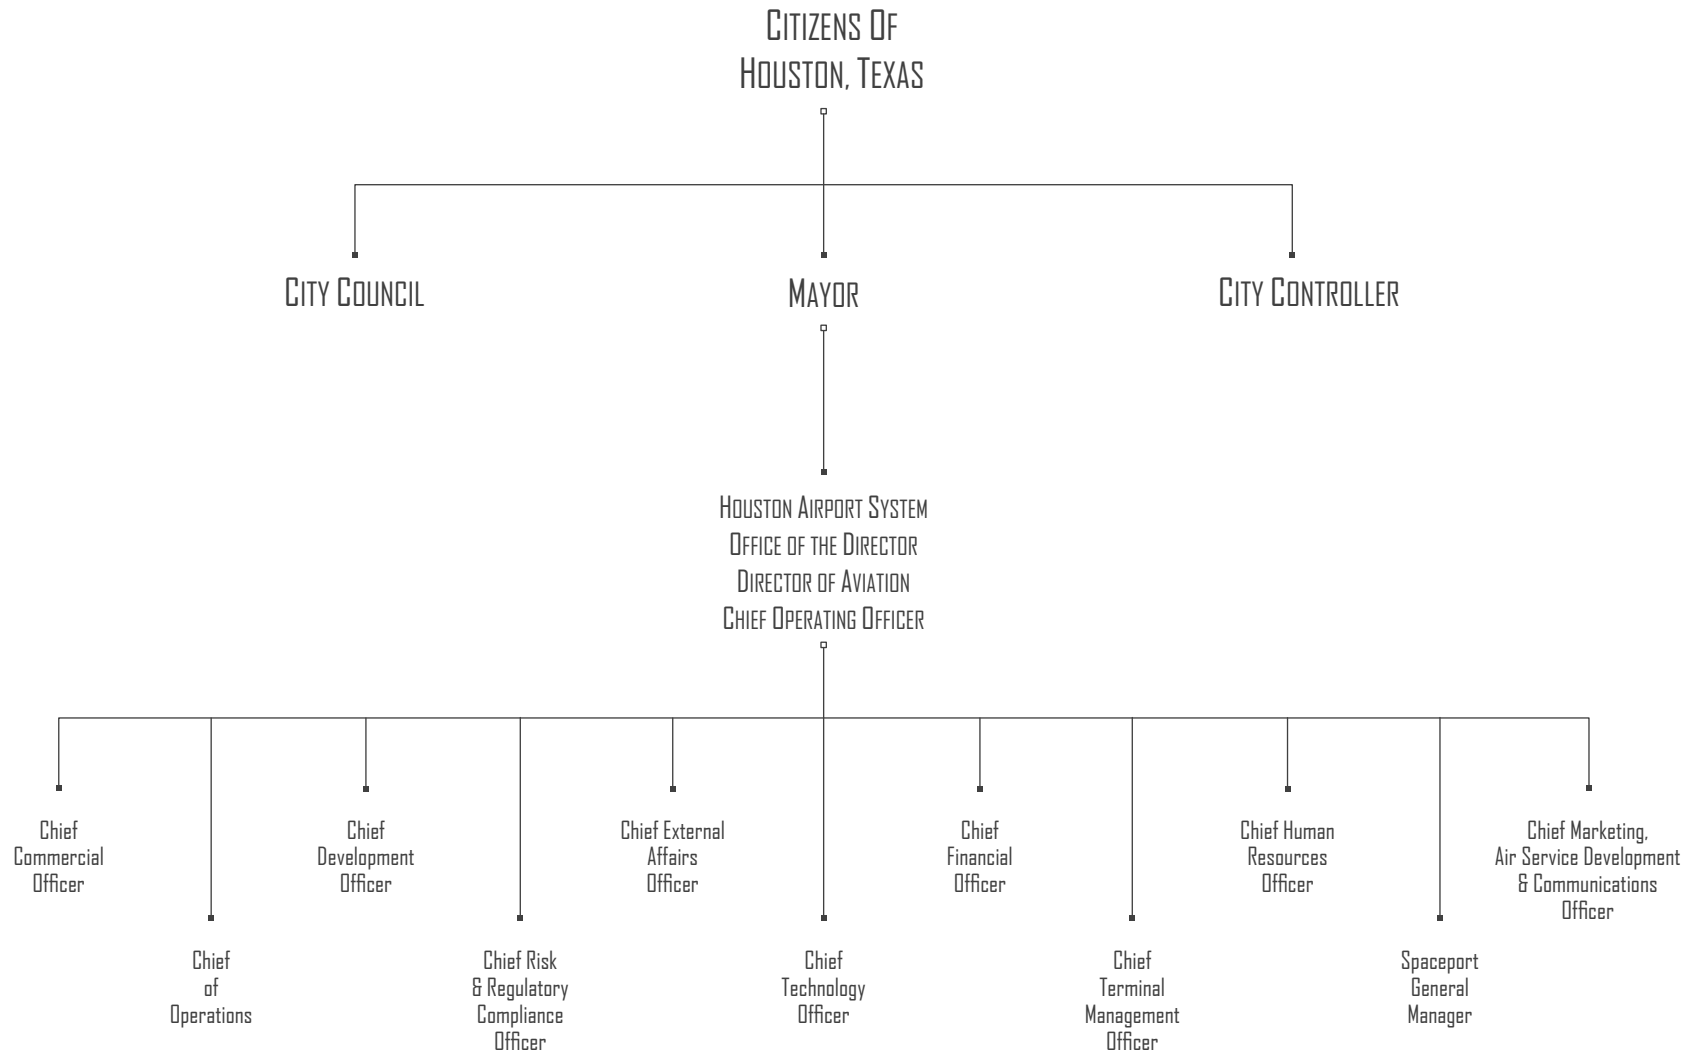 CITIZENS OF
HOUSTON, TEXAS
CITY COUNCIL
MAYOR
CITY CONTROLLER
HOUSTON AIRPORT SYSTEM
OFFICE OF THE DIRECTOR
DIRECTOR OF AVIATION
CHIEF OPERATING OFFICER
Chief
Commercial
Officer
Chief
Development
Officer
Chief External
Affairs
Officer
Chief
Financial
Officer
Chief Human
Resources
Officer
Chief Marketing,
Air Service Development
& Communications
Officer
Chief
of
Operations
Chief Risk
& Regulatory
Compliance
Officer
Chief
Technology
Officer
Chief
Terminal
Management
Officer
Spaceport
General
Manager